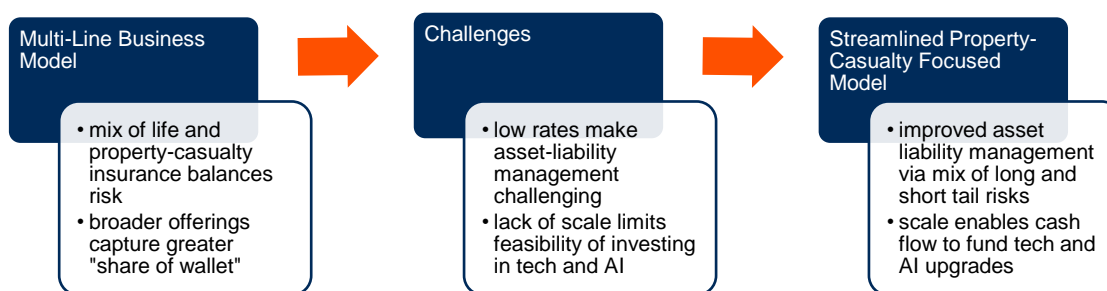 Multi-Line Business
Model
• mix of life and
property-casualty
insurance balances
risk
• broader offerings
capture greater
"share of wallet"
Challenges
• low rates make
asset-liability
management
challenging
• lack of scale limits
feasibility of investing
in tech and AI
Streamlined Property-
Casualty Focused
Model
• improved asset
liability management
via mix of long and
short tail risks
• scale enables cash
flow to fund tech and
AI upgrades